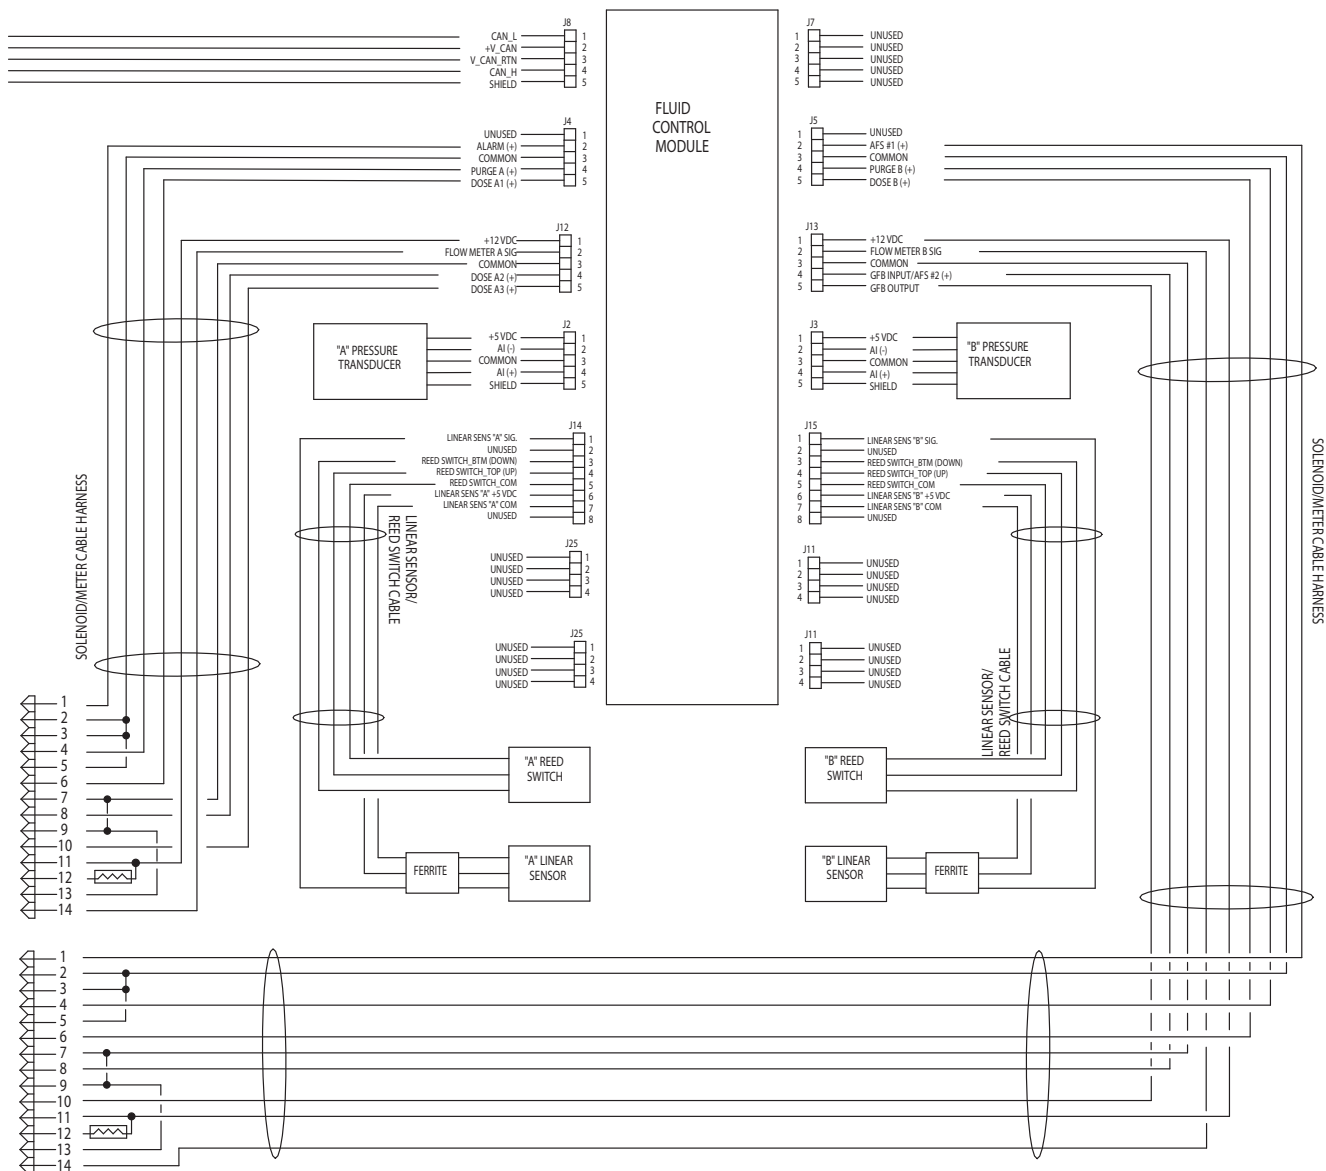 J8
CAN_L 1
+V_CAN 2
V_CAN_RTN 3
CAN_H 4
SHIELD 5
J4
UNUSED 1
ALARM (+) 2
COMMON 3
PURGE A (+) 4
DOSE A1 (+) 5
J12
+12 VDC 1
FLOW METER A SIG 2
COMMON 3
DOSE A2 (+) 4
DOSE A3 (+) 5
"A" PRESSURE
TRANSDUCER
J2
+5 VDC 1
AI (-) 2
COMMON 3
AI (+) 4
SHIELD 5
J14
LINEAR SENS "A" SIG. 1
UNUSED 2
REED SWITCH_BTM (DOWN) 3
REED SWITCH_TOP (UP) 4
REED SWITCH_COM 5
LINEAR SENS "A" +5 VDC 6
LINEAR SENS "A" COM 7
UNUSED 8
J25
UNUSED 1
UNUSED 2
UNUSED 3
UNUSED 4
J25
UNUSED 1
UNUSED 2
UNUSED 3
UNUSED 4
FLUID
CONTROL
MODULE
J7
1 UNUSED
2 UNUSED
3 UNUSED
4 UNUSED
5 UNUSED
J5
1 UNUSED
2 AFS #1 (+)
3 COMMON
4 PURGE B (+)
5 DOSE B (+)
J13
1 +12 VDC
2 FLOW METER B SIG
3 COMMON
4 GFB INPUT/AFS #2 (+)
5 GFB OUTPUT
J3
1 +5 VDC
2 AI (-)
3 COMMON
4 AI (+)
5 SHIELD
"B" PRESSURE
TRANSDUCER
J15
1 LINEAR SENS "B" SIG.
2 UNUSED
3 REED SWITCH_BTM (DOWN)
4 REED SWITCH_TOP (UP)
5 REED SWITCH_COM
6 LINEAR SENS "B" +5 VDC
7 LINEAR SENS "B" COM
8 UNUSED
J11
1 UNUSED
2 UNUSED
3 UNUSED
4 UNUSED
J11
1 UNUSED
2 UNUSED
3 UNUSED
4 UNUSED
SOLENOID/METER CABLE HARNESS
LINEAR SENSOR/
REED SWITCH CABLE
LINEAR SENSOR/
REED SWITCH CABLE
SOLENOID/METER CABLE HARNESS
"A" REED
SWITCH
"B" REED
SWITCH
FERRITE
"A" LINEAR
SENSOR
"B" LINEAR
SENSOR
FERRITE
1
2
3
4
5
6
7
8
9
10
11
12
13
14
1
2
3
4
5
6
7
8
9
10
11
12
13
14